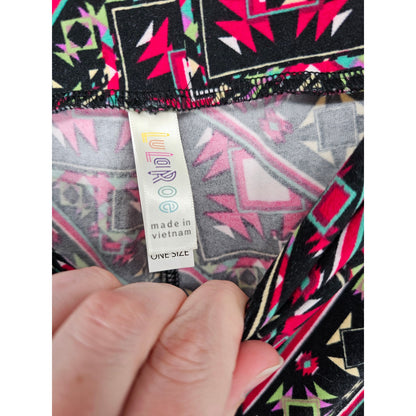 LuLaRoe
made in
vietnam
ONE SIZE